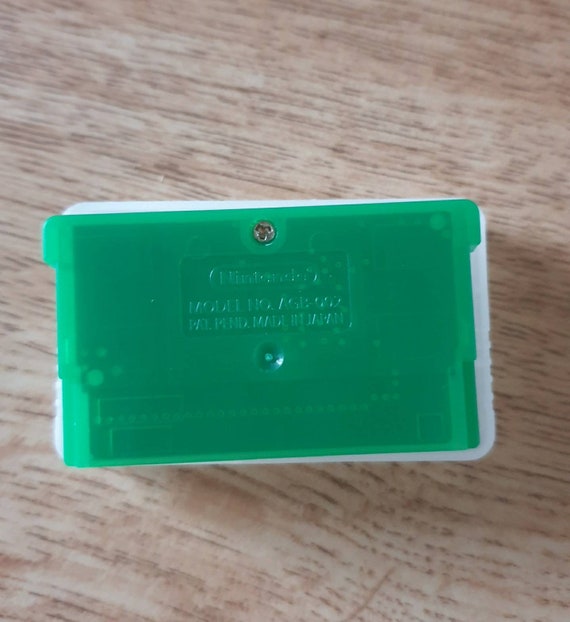 Nintendo
MODEL NO. AGB-002
PAT. PEND. MADE IN JAPAN